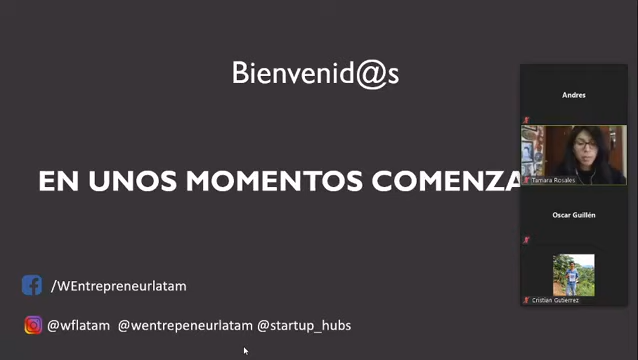 Bienvenid@s
EN UNOS MOMENTOS COMENZA
/WEntrepreneurlatam
@wflatam @wentrepeneurlatam @startup_hubs
Andres
Tamara Rosales
Oscar Guillén
Cristian Gutierrez